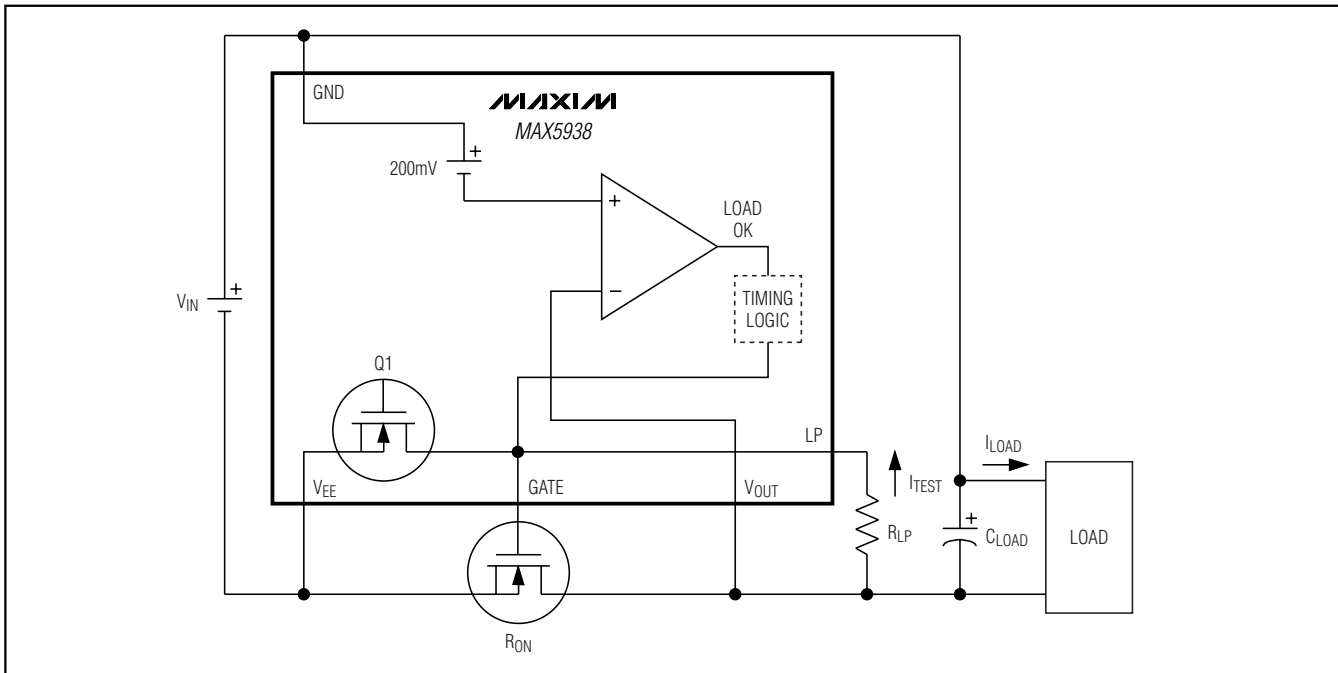 GND
MAXIM
MAX5938
200mV
+
+
LOAD
OK
−
TIMING
LOGIC
VIN
+
Q1
LP
VEE
GATE
VOUT
ITEST
ILOAD
RLP
+
CLOAD
LOAD
RON